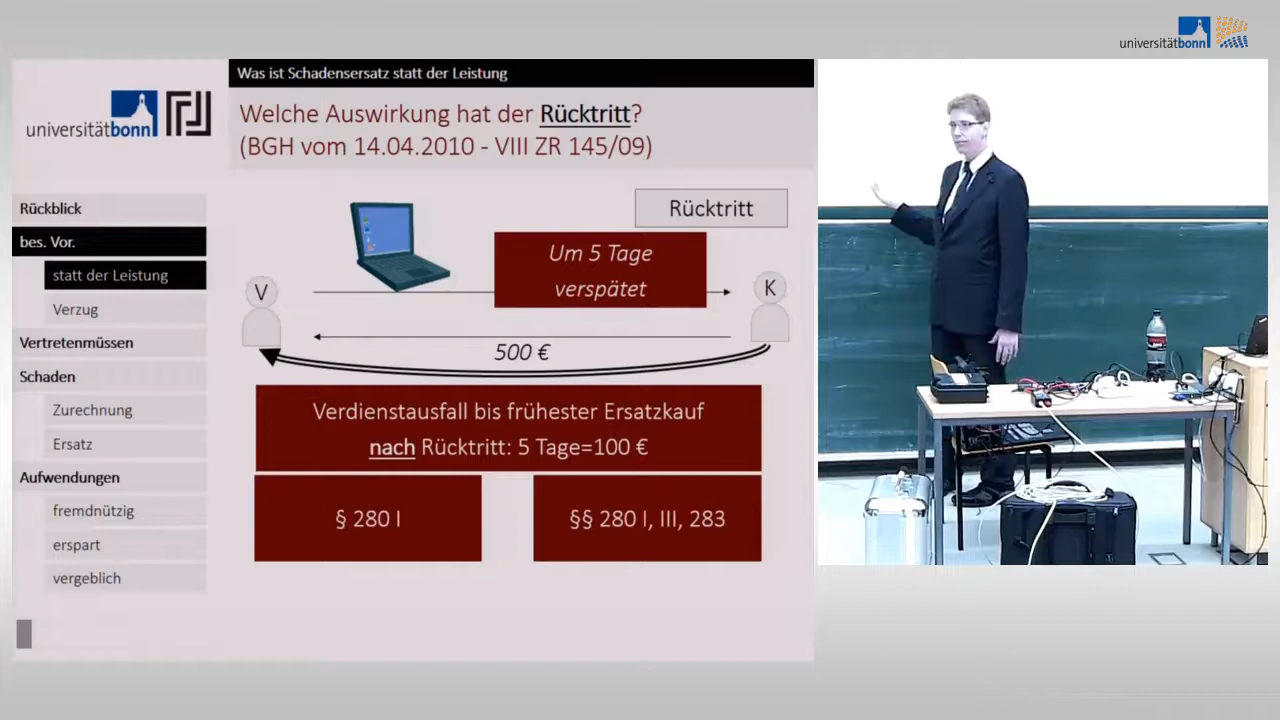 universitätbonn
Was ist Schadensersatz statt der Leistung
universitätbonn
Welche Auswirkung hat der Rücktritt?
(BGH vom 14.04.2010 - VIII ZR 145/09)
Rückblick
bes. Vor.
statt der Leistung
Verzug
Vertretenmüssen
Schaden
Zurechnung
Ersatz
Aufwendungen
fremdnützig
erspart
vergeblich
Rücktritt
Um 5 Tage
verspätet
V
K
500 €
Verdienstausfall bis frühester Ersatzkauf
nach Rücktritt: 5 Tage=100 €
§ 280 I
§§ 280 I, III, 283